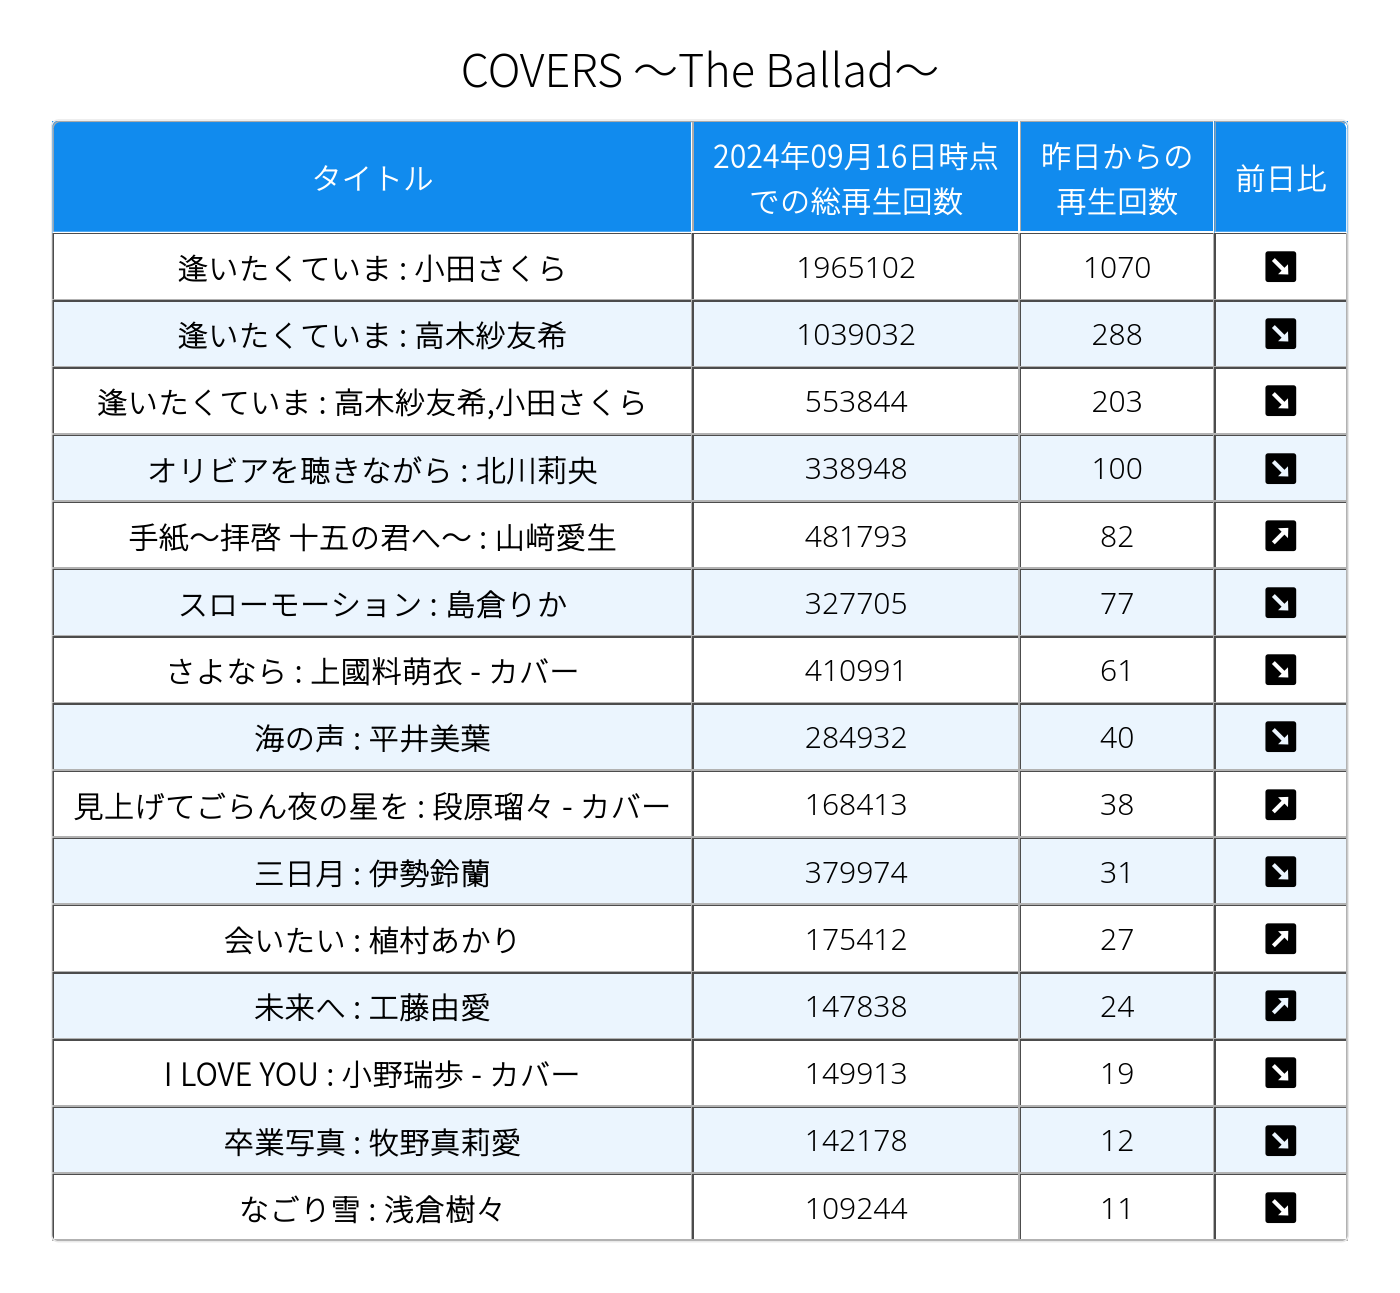 COVERS ～The Ballad～
タイトル 2024年09月16日時点での総再生回数 昨日からの再生回数 前日比
逢いたくていま : 小田さくら 1965102 1070 ↘
逢いたくていま : 高木紗友希 1039032 288 ↘
逢いたくていま : 高木紗友希,小田さくら 553844 203 ↘
オリビアを聴きながら : 北川莉央 338948 100 ↘
手紙～拝啓 十五の君へ～ : 山﨑愛生 481793 82 ↗
スローモーション : 島倉りか 327705 77 ↘
さよなら : 上國料萌衣 - カバー 410991 61 ↘
海の声 : 平井美葉 284932 40 ↘
見上げてごらん夜の星を : 段原瑠々 - カバー 168413 38 ↗
三日月 : 伊勢鈴蘭 379974 31 ↘
会いたい : 植村あかり 175412 27 ↗
未来へ : 工藤由愛 147838 24 ↗
I LOVE YOU : 小野瑞歩 - カバー 149913 19 ↘
卒業写真 : 牧野真莉愛 142178 12 ↘
なごり雪 : 浅倉樹々 109244 11 ↘